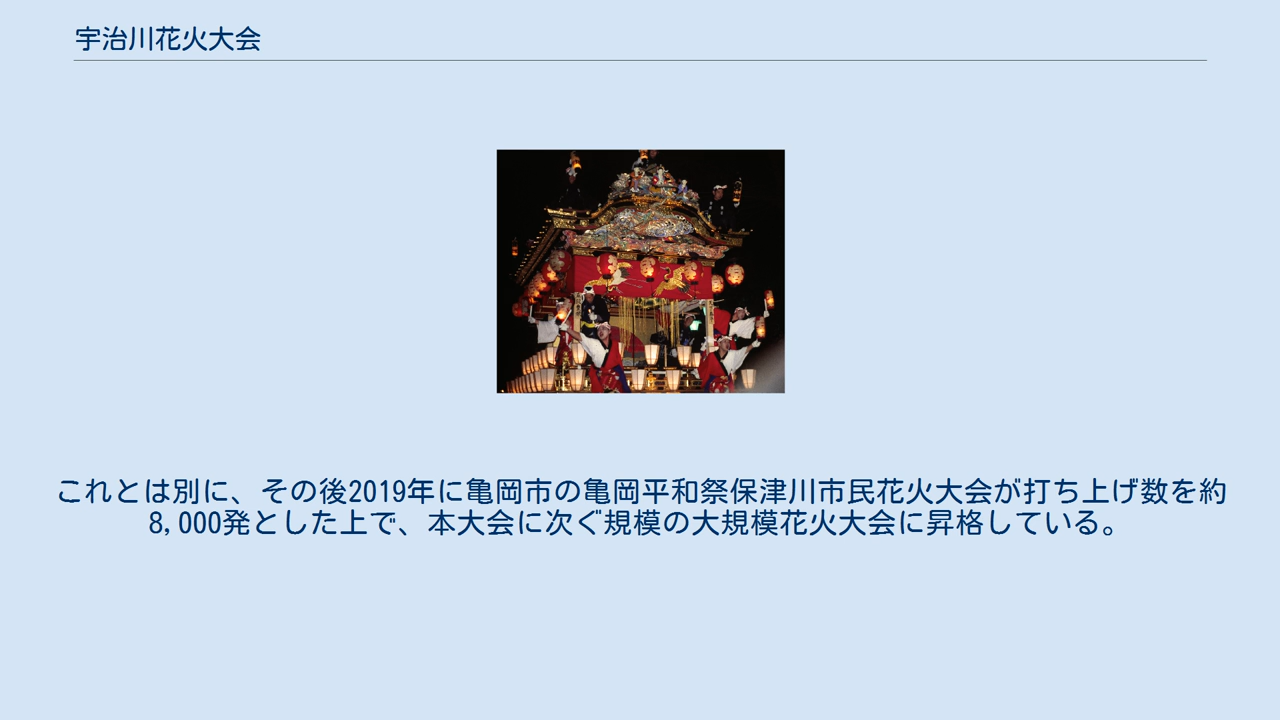 宇治川花火大会
これとは別に、その後2019年に亀岡市の亀岡平和祭保津川市民花火大会が打ち上げ数を約
8,000発とした上で、本大会に次ぐ規模の大規模花火大会に昇格している。